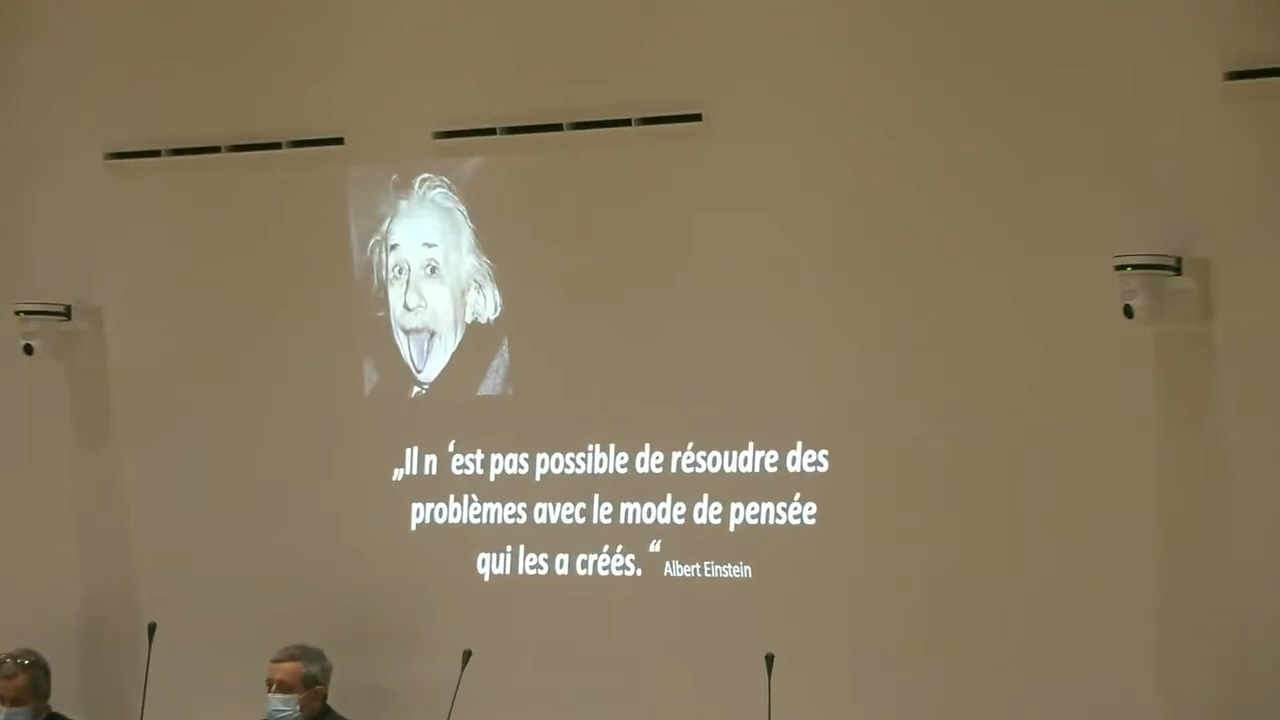 „Il n ‘est pas possible de résoudre des
problèmes avec le mode de pensée
qui les a créés. “ Albert Einstein